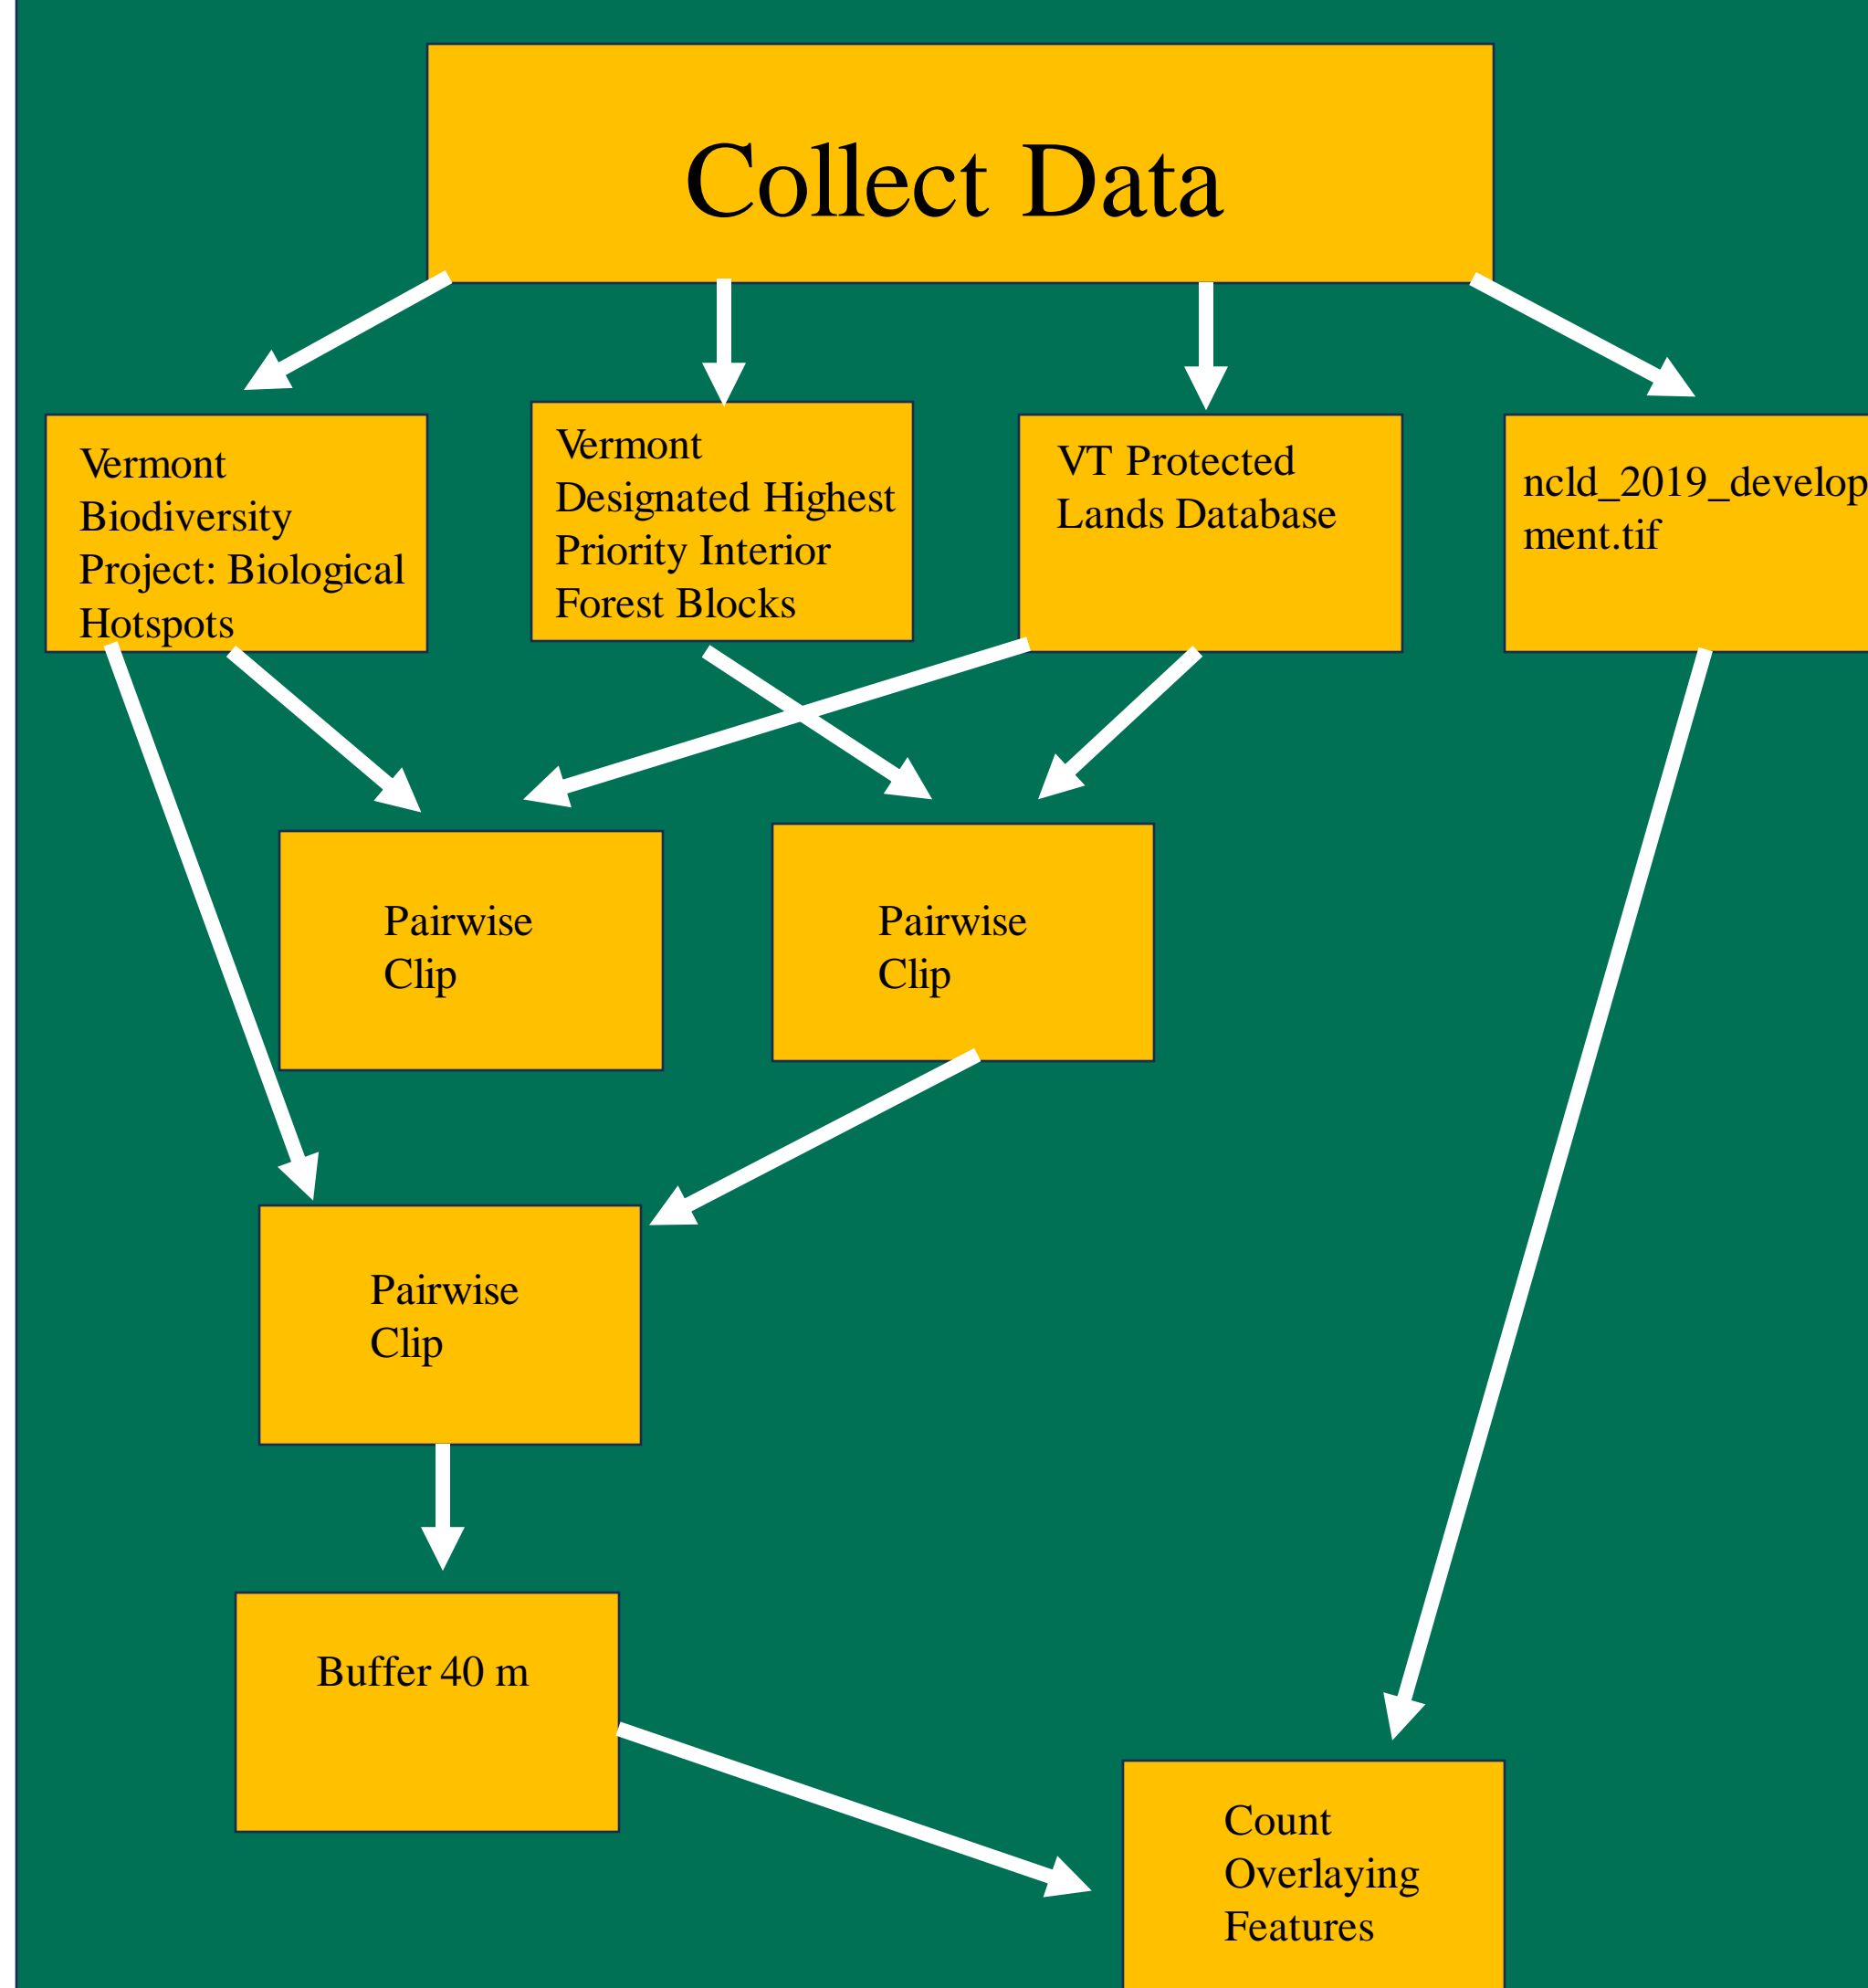 Collect Data
Vermont
Biodiversity
Project: Biological
Hotspots
Vermont
Designated Highest
Priority Interior
Forest Blocks
VT Protected
Lands Database
ncld_2019_develop
ment.tif
Pairwise
Clip
Pairwise
Clip
Pairwise
Clip
Buffer 40 m
Count
Overlaying
Features